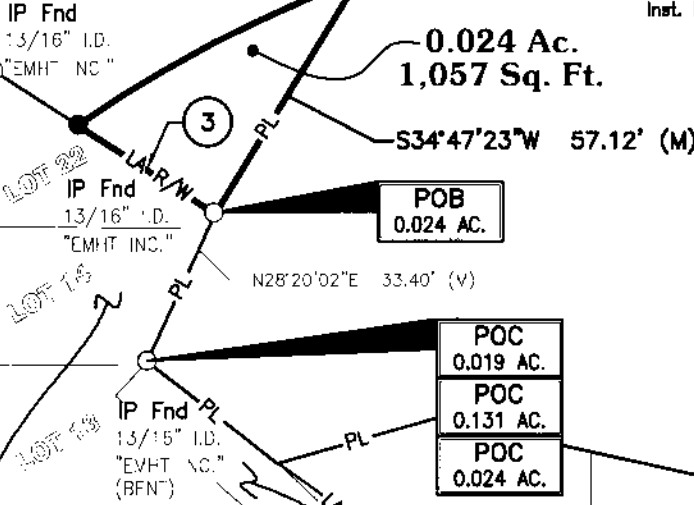 IP Fnd
13/16" I.D.
"EMHT INC."
Inst.
0.024 Ac.
1,057 Sq. Ft.
3
PL
S34°47'23"W 57.12' (M)
LOT 22
LA-R/W
IP Fnd
13/16" I.D.
"EMHT INC."
POB
0.024 AC.
N28°20'02"E 33.40' (V)
PL
POC
0.019 AC.
POC
0.131 AC.
POC
0.024 AC.
IP Fnd
13/16" I.D.
"EMHT INC."
(BENT)
PL
PL